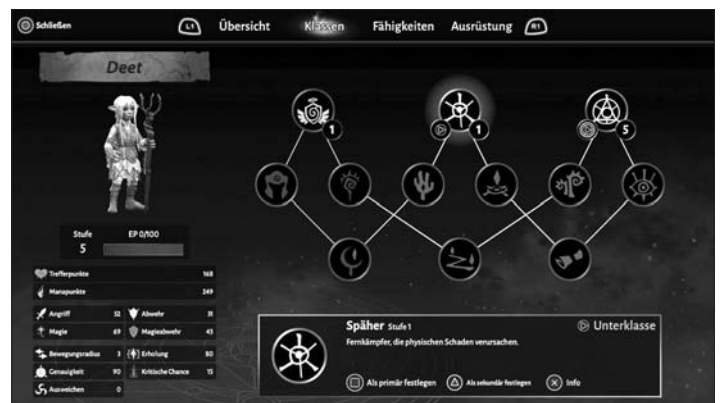 Schließen
L1 Übersicht Klassen Fähigkeiten Ausrüstung R1
Deet
1 1 5
Stufe EP 0/100
5
Trefferpunkte 168
Manapunkte 249
Angriff 52 Abwehr 31
Magie 69 Magieabwehr 43
Bewegungsradius 3 Erholung 80
Genauigkeit 90 Kritische Chance 15
Ausweichen 0
Späher Stufe 1 Unterklasse
Fernkämpfer, die physischen Schaden verursachen.
Als primär festlegen Als sekundär festlegen Info